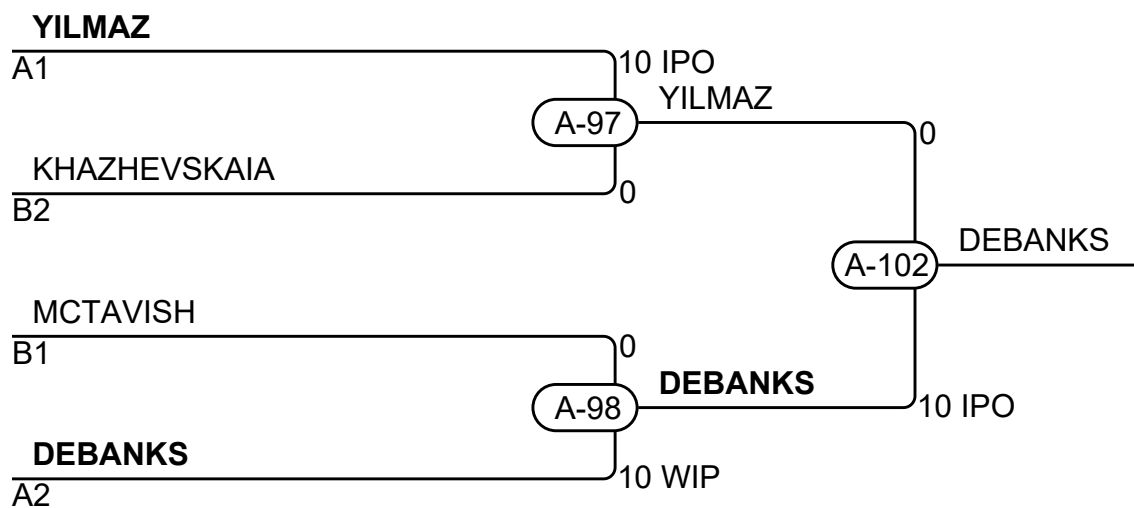 YILMAZ
A1
10 IPO
A-97
YILMAZ
KHAZHEVSKAIA
B2
0
0
A-102
DEBANKS
MCTAVISH
B1
0
A-98
DEBANKS
10 IPO
DEBANKS
A2
10 WIP